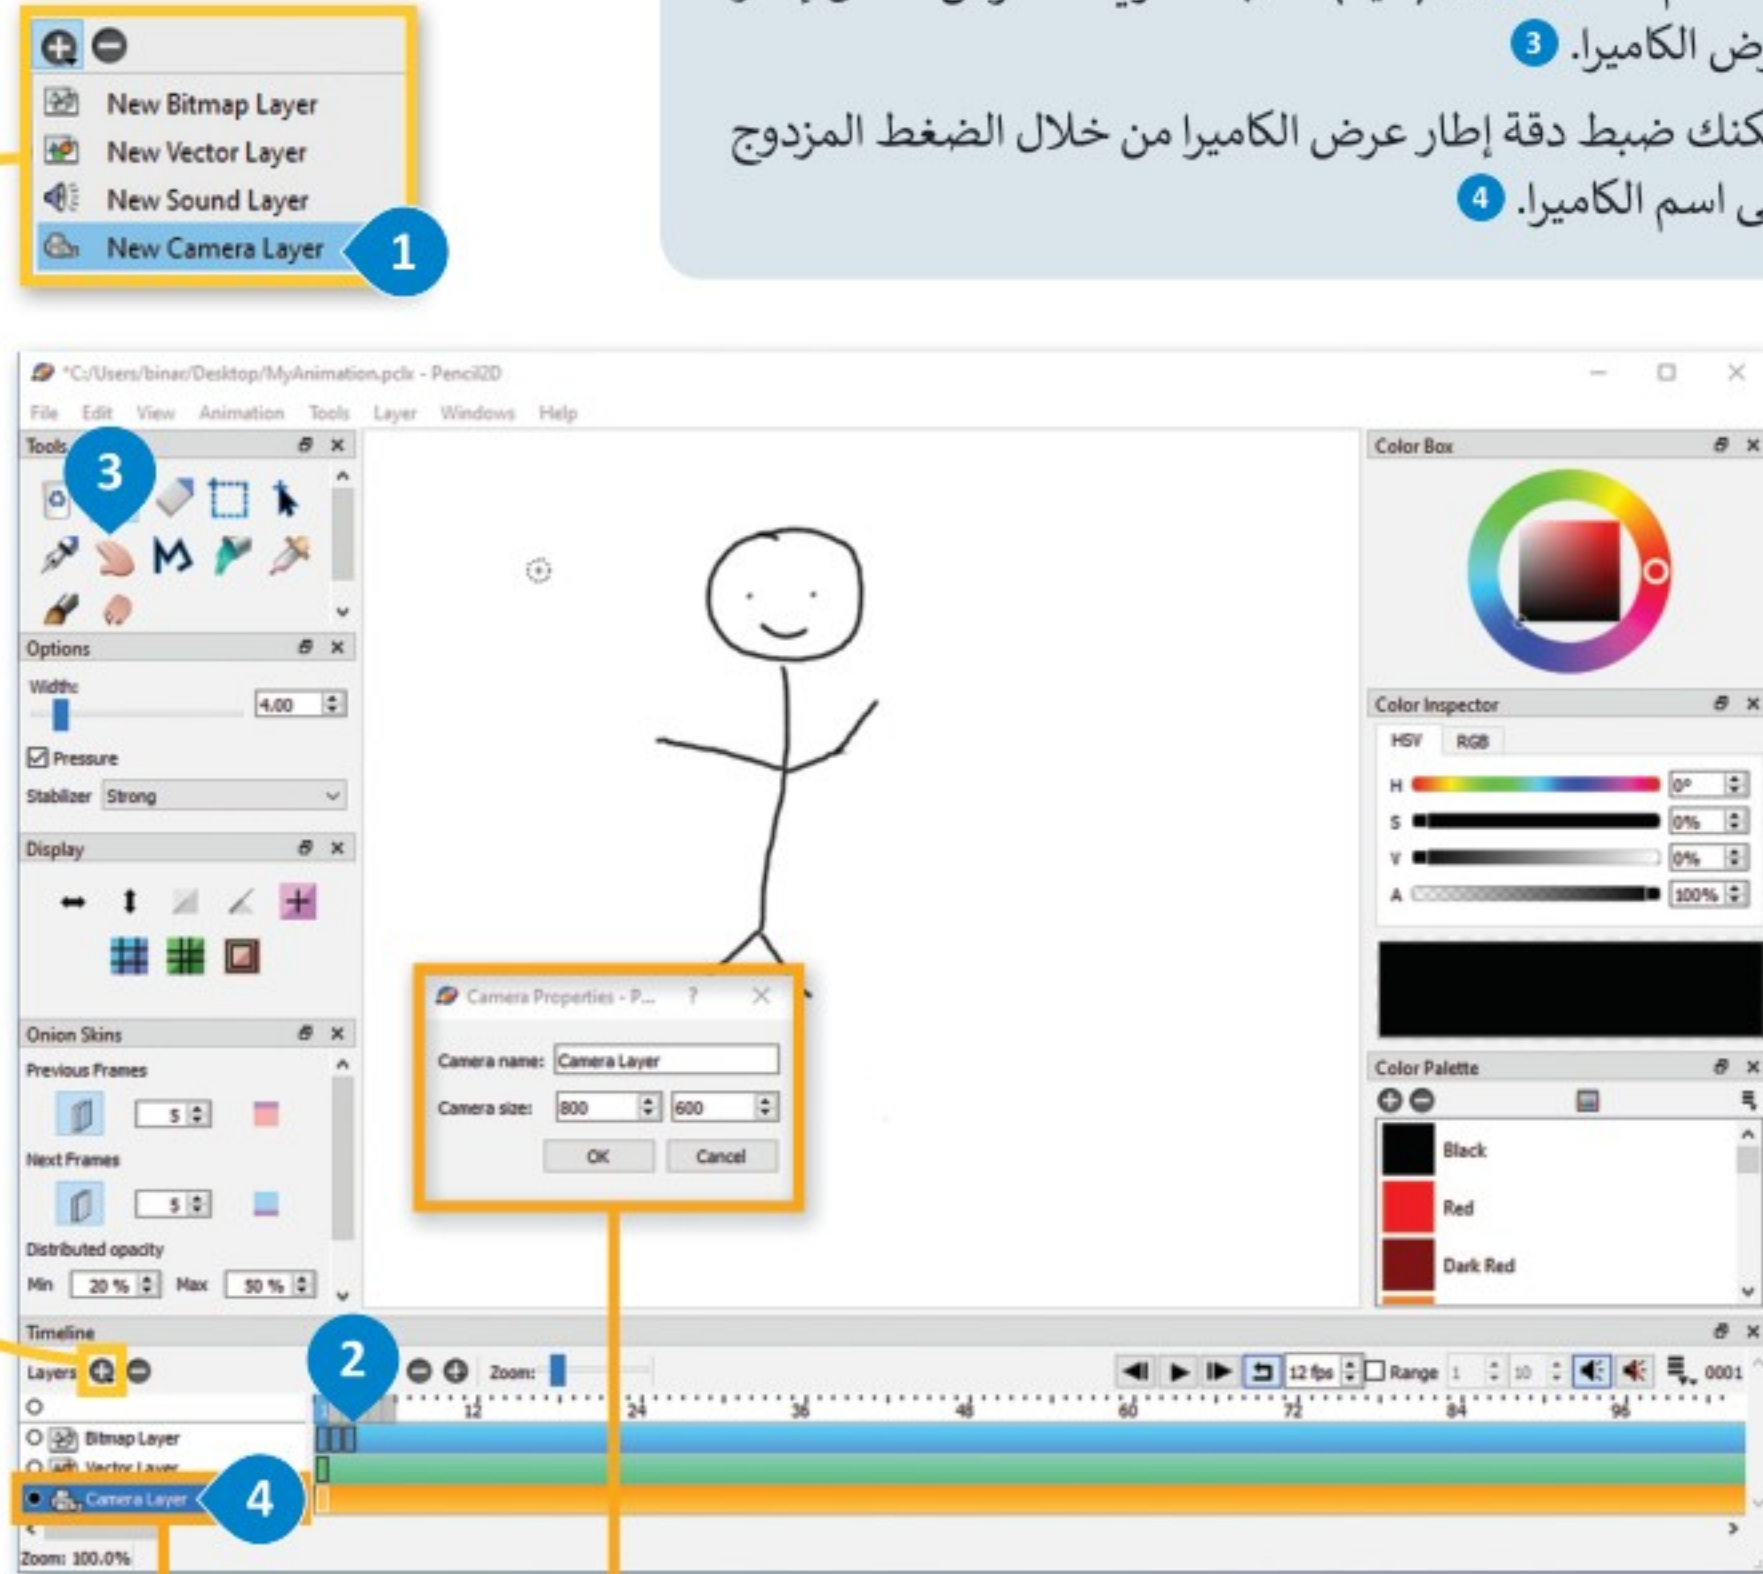 رض الكاميرا. 3
كنك ضبط دقة إطار عرض الكاميرا من خلال الضغط المزدوج
ى اسم الكاميرا. 4
New Bitmap Layer
New Vector Layer
New Sound Layer
New Camera Layer
1
*C:/Users/binar/Desktop/MyAnimation.pclx - Pencil2D
File Edit View Animation Tools Layer Windows Help
Tools
3
Options
Width:
4.00
Pressure
Stabilizer Strong
Display
Onion Skins
Previous Frames
5
Next Frames
5
Distributed opacity
Min 20 % Max 50 %
Camera Properties - P... ?
Camera name: Camera Layer
Camera size: 800 600
OK Cancel
Color Box
Color Inspector
HSV RGB
H 0°
S 0%
V 0%
A 100%
Color Palette
Black
Red
Dark Red
Timeline
Layers 2 Zoom: 12 fps Range 1 10 0001
12 24 36 48 60 72 84 96
Bitmap Layer
Vector Layer
Camera Layer 4
Zoom: 100.0%